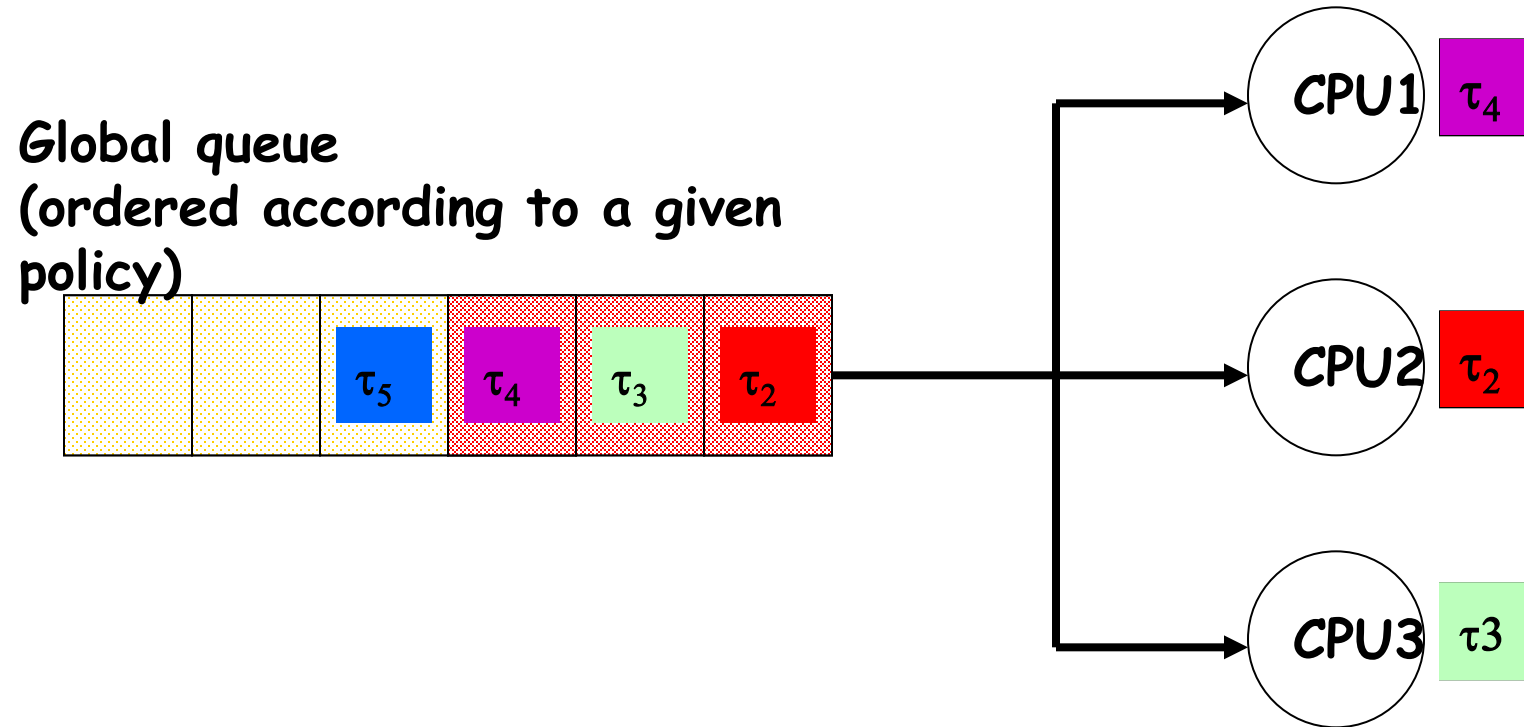 Global queue
(ordered according to a given
policy)
τ5 τ4 τ3 τ2
CPU1 τ4
CPU2 τ2
CPU3 τ3